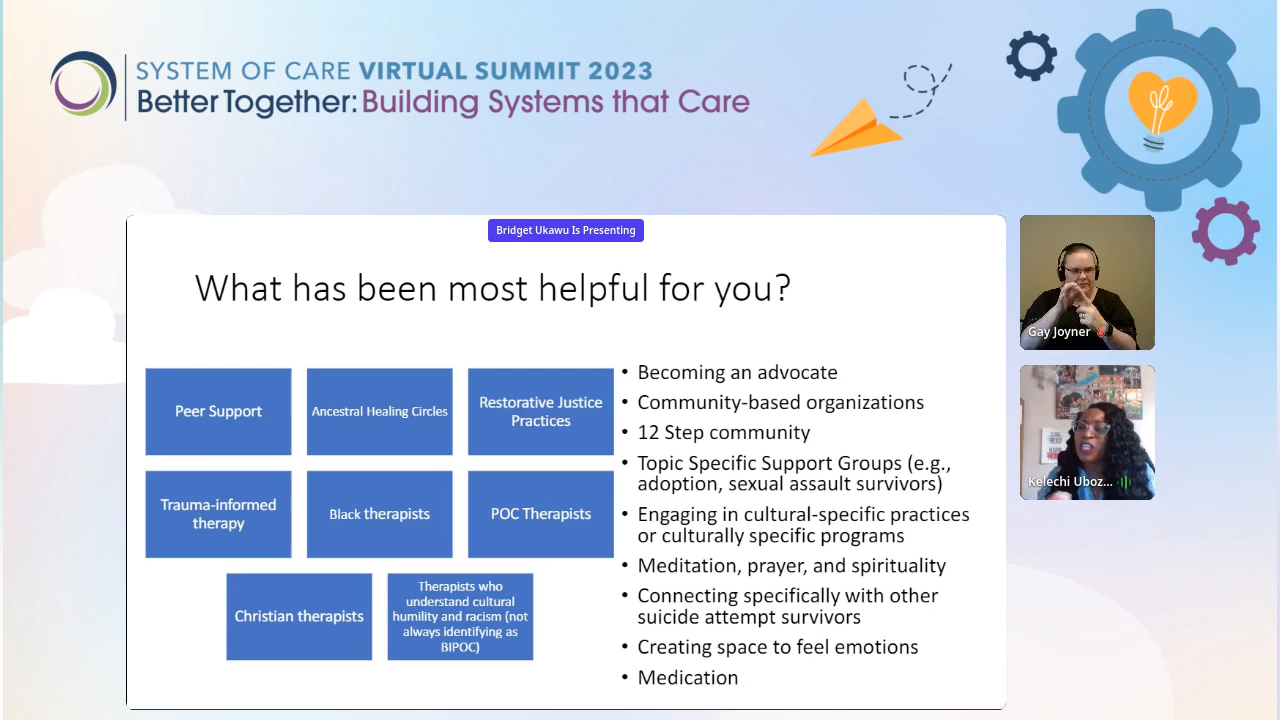 SYSTEM OF CARE VIRTUAL SUMMIT 2023
Better Together: Building Systems that Care
Bridget Ukawu Is Presenting
What has been most helpful for you?
Peer Support
Ancestral Healing Circles
Restorative Justice
Practices
Trauma-informed
therapy
Black therapists
POC Therapists
Christian therapists
Therapists who
understand cultural
humility and racism (not
always identifying as
BIPOC)
• Becoming an advocate
• Community-based organizations
• 12 Step community
• Topic Specific Support Groups (e.g.,
adoption, sexual assault survivors)
• Engaging in cultural-specific practices
or culturally specific programs
• Meditation, prayer, and spirituality
• Connecting specifically with other
suicide attempt survivors
• Creating space to feel emotions
• Medication
Gay Joyner
Kelechi Uboz...